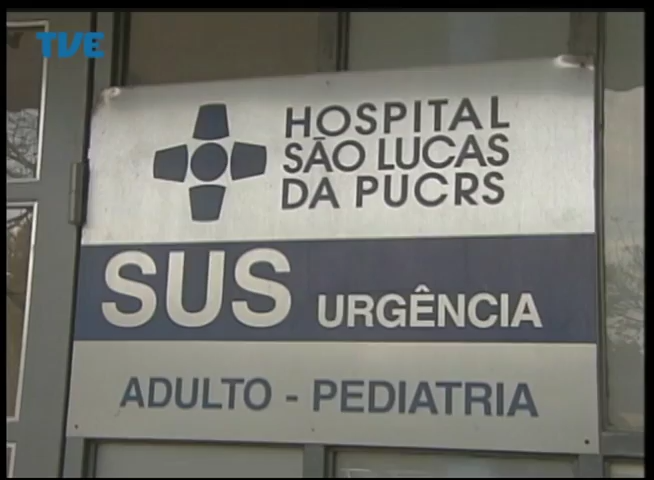 TVE
HOSPITAL
SÃO LUCAS
DA PUCRS
SUS URGÊNCIA
ADULTO - PEDIATRIA